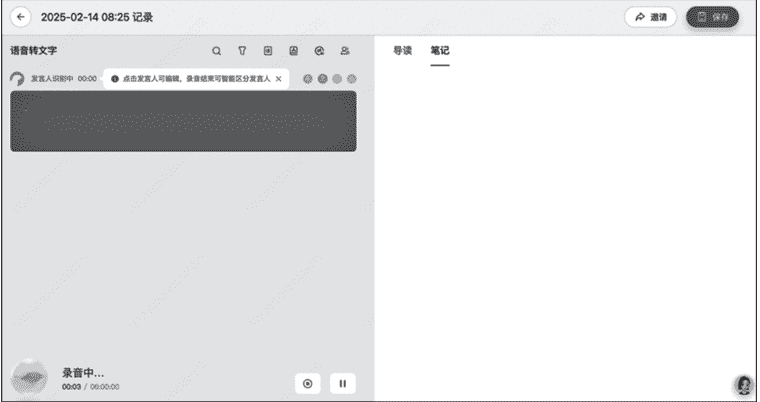 2025-02-14 08:25 记录
邀请
保存
语音转文字
发言人识别中 00:00
点击发言人可编辑，录音结束可智能区分发言人
导读 笔记
录音中...
00:03 / 06:00:00